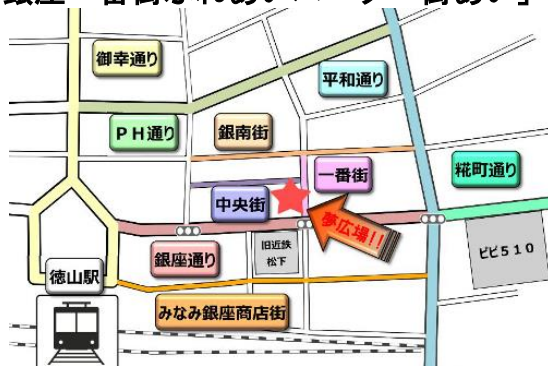 御幸通り
平和通り
PH通り
銀南街
一番街
糀町通り
中央街
夢広場!!
銀座通り
旧近鉄
松下
ピピ510
徳山駅
みなみ銀座商店街